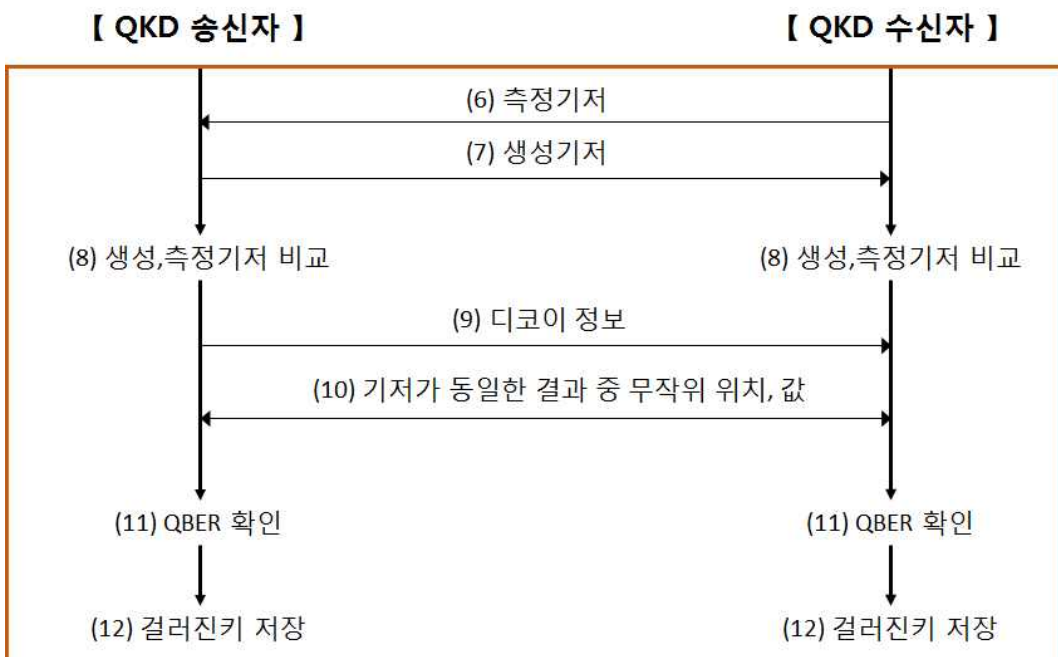 【 QKD 송신자 】
【 QKD 수신자 】
(6) 측정기저
(7) 생성기저
(8) 생성,측정기저 비교
(8) 생성,측정기저 비교
(9) 디코이 정보
(10) 기저가 동일한 결과 중 무작위 위치, 값
(11) QBER 확인
(11) QBER 확인
(12) 걸러진키 저장
(12) 걸러진키 저장